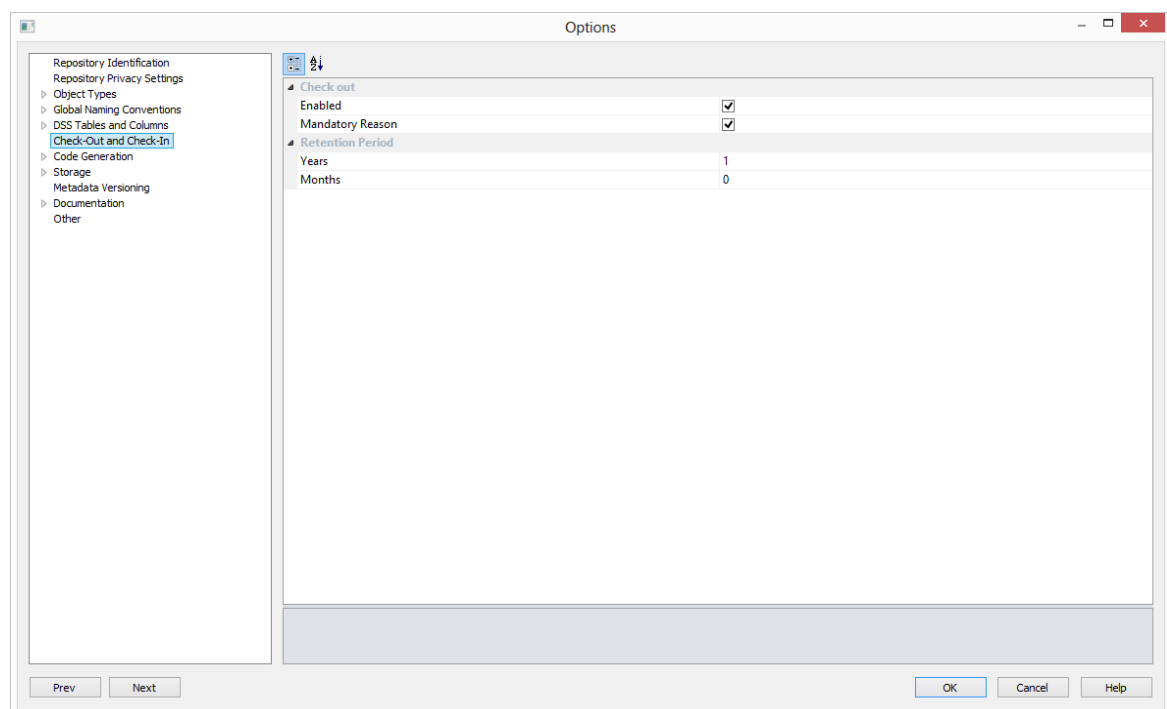 Options
Repository Identification
Repository Privacy Settings
Object Types
Global Naming Conventions
DSS Tables and Columns
Check-Out and Check-In
Code Generation
Storage
Metadata Versioning
Documentation
Other
Check out
Enabled
Mandatory Reason
Retention Period
Years 1
Months 0
Prev Next OK Cancel Help